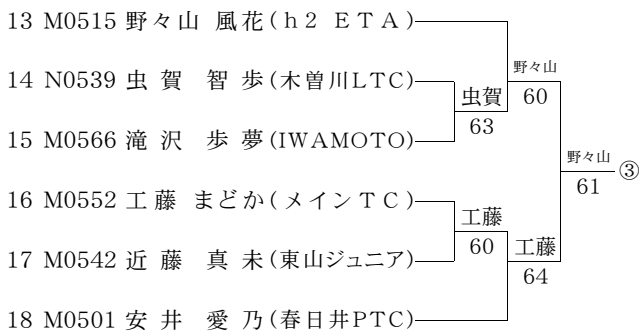 13 M0515 野々山 風花(h2 ETA)
野々山
14 N0539 虫賀 智歩(木曽川LTC)
虫賀 60
63
15 M0566 滝沢 歩夢(IWAMOTO)
野々山 ③
61
16 M0552 工藤 まどか(メインTC)
工藤
60 工藤
17 M0542 近藤 真未(東山ジュニア)
64
18 M0501 安井 愛乃(春日井PTC)